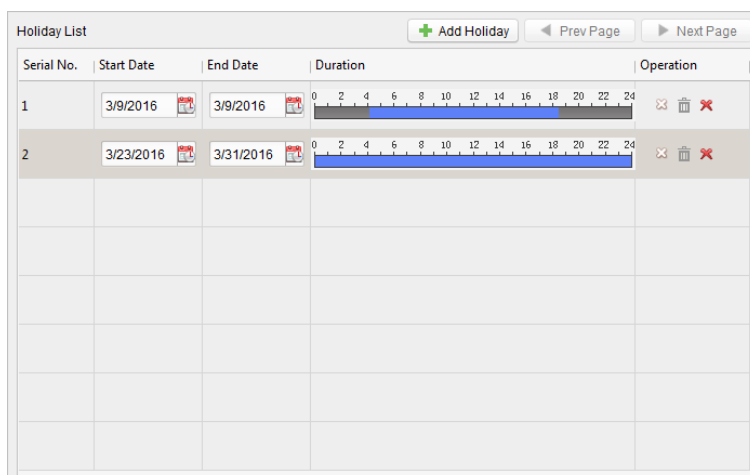 Holiday List Add Holiday Prev Page Next Page
Serial No. Start Date End Date Duration Operation
0 2 4 6 8 10 12 14 16 18 20 22 24
1 3/9/2016 3/9/2016
0 2 4 6 8 10 12 14 16 18 20 22 24
2 3/23/2016 3/31/2016